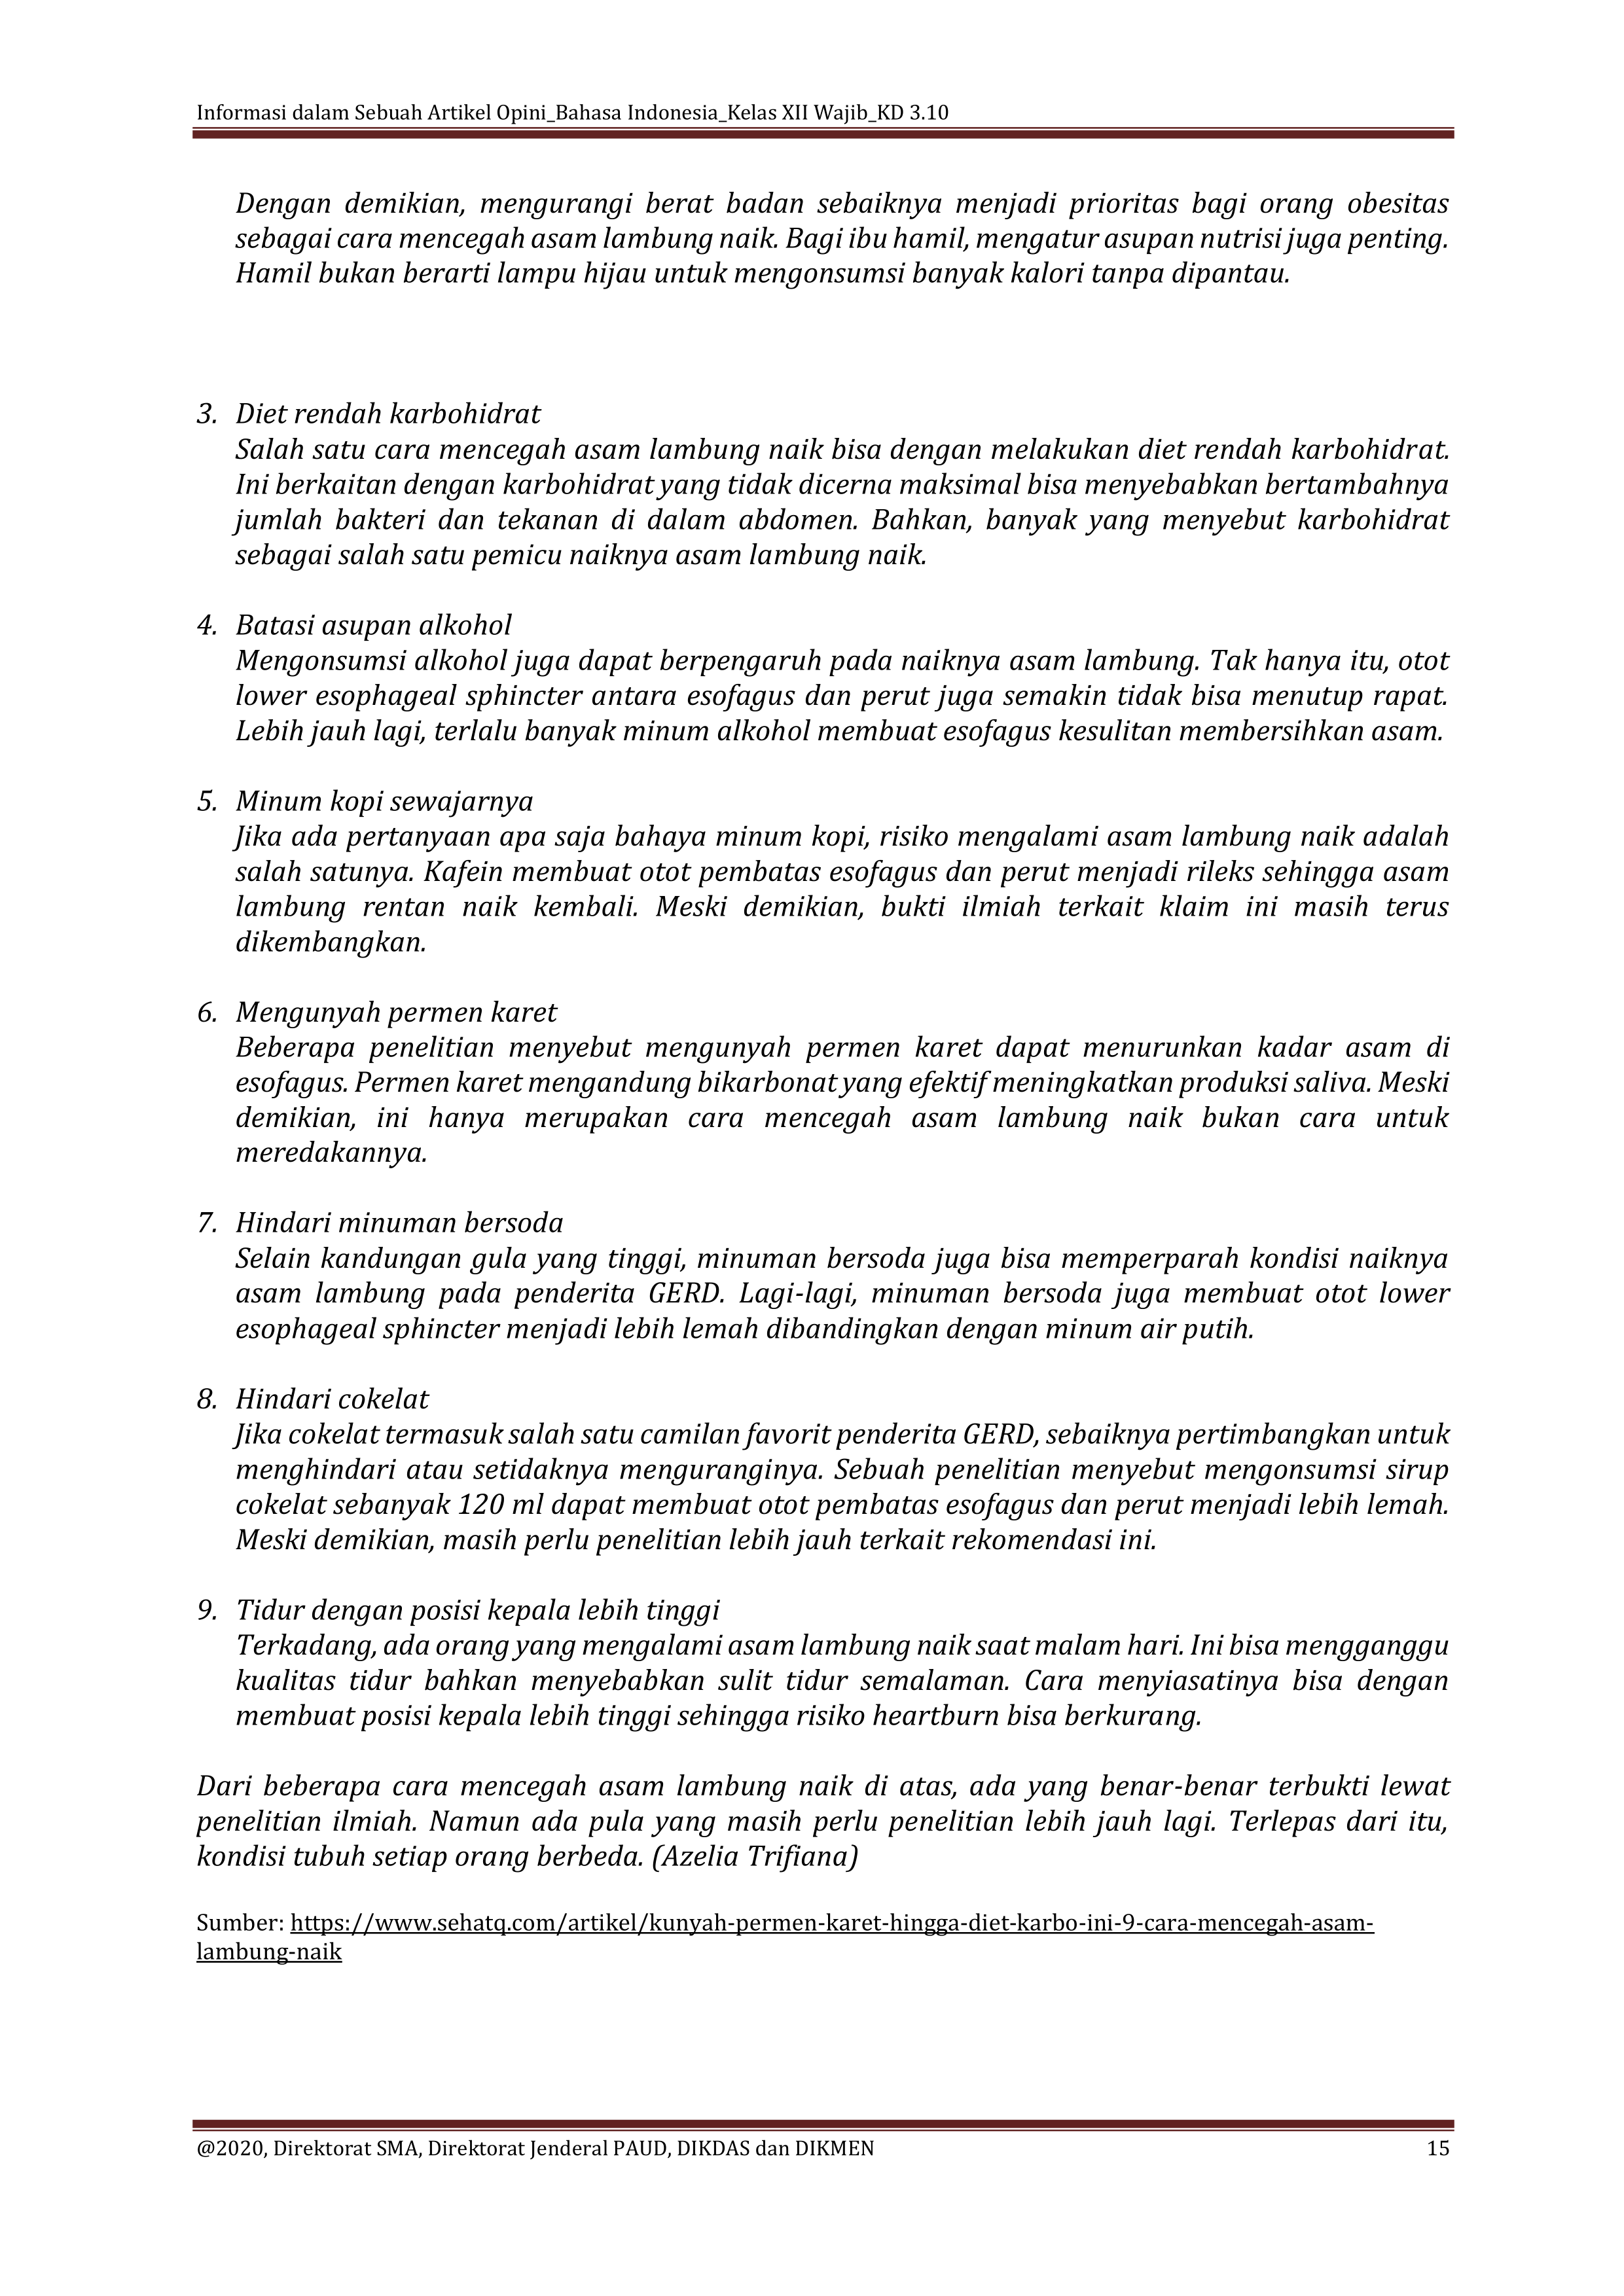 Informasi dalam Sebuah Artikel Opini_Bahasa Indonesia_Kelas XII Wajib_KD 3.10
Dengan demikian, mengurangi berat badan sebaiknya menjadi prioritas bagi orang obesitas
sebagai cara mencegah asam lambung naik. Bagi ibu hamil, mengatur asupan nutrisi juga penting.
Hamil bukan berarti lampu hijau untuk mengonsumsi banyak kalori tanpa dipantau.
3. Diet rendah karbohidrat
Salah satu cara mencegah asam lambung naik bisa dengan melakukan diet rendah karbohidrat.
Ini berkaitan dengan karbohidrat yang tidak dicerna maksimal bisa menyebabkan bertambahnya
jumlah bakteri dan tekanan di dalam abdomen. Bahkan, banyak yang menyebut karbohidrat
sebagai salah satu pemicu naiknya asam lambung naik.
4. Batasi asupan alkohol
Mengonsumsi alkohol juga dapat berpengaruh pada naiknya asam lambung. Tak hanya itu, otot
lower esophageal sphincter antara esofagus dan perut juga semakin tidak bisa menutup rapat.
Lebih jauh lagi, terlalu banyak minum alkohol membuat esofagus kesulitan membersihkan asam.
5. Minum kopi sewajarnya
Jika ada pertanyaan apa saja bahaya minum kopi, risiko mengalami asam lambung naik adalah
salah satunya. Kafein membuat otot pembatas esofagus dan perut menjadi rileks sehingga asam
lambung rentan naik kembali. Meski demikian, bukti ilmiah terkait klaim ini masih terus
dikembangkan.
6. Mengunyah permen karet
Beberapa penelitian menyebut mengunyah permen karet dapat menurunkan kadar asam di
esofagus. Permen karet mengandung bikarbonat yang efektif meningkatkan produksi saliva. Meski
demikian, ini hanya merupakan cara mencegah asam lambung naik bukan cara untuk
meredakannya.
7. Hindari minuman bersoda
Selain kandungan gula yang tinggi, minuman bersoda juga bisa memperparah kondisi naiknya
asam lambung pada penderita GERD. Lagi-lagi, minuman bersoda juga membuat otot lower
esophageal sphincter menjadi lebih lemah dibandingkan dengan minum air putih.
8. Hindari cokelat
Jika cokelat termasuk salah satu camilan favorit penderita GERD, sebaiknya pertimbangkan untuk
menghindari atau setidaknya menguranginya. Sebuah penelitian menyebut mengonsumsi sirup
cokelat sebanyak 120 ml dapat membuat otot pembatas esofagus dan perut menjadi lebih lemah.
Meski demikian, masih perlu penelitian lebih jauh terkait rekomendasi ini.
9. Tidur dengan posisi kepala lebih tinggi
Terkadang, ada orang yang mengalami asam lambung naik saat malam hari. Ini bisa mengganggu
kualitas tidur bahkan menyebabkan sulit tidur semalaman. Cara menyiasatinya bisa dengan
membuat posisi kepala lebih tinggi sehingga risiko heartburn bisa berkurang.
Dari beberapa cara mencegah asam lambung naik di atas, ada yang benar-benar terbukti lewat
penelitian ilmiah. Namun ada pula yang masih perlu penelitian lebih jauh lagi. Terlepas dari itu,
kondisi tubuh setiap orang berbeda. (Azelia Trifiana)
Sumber: https://www.sehatq.com/artikel/kunyah-permen-karet-hingga-diet-karbo-ini-9-cara-mencegah-asam-
lambung-naik
@2020, Direktorat SMA, Direktorat Jenderal PAUD, DIKDAS dan DIKMEN 15